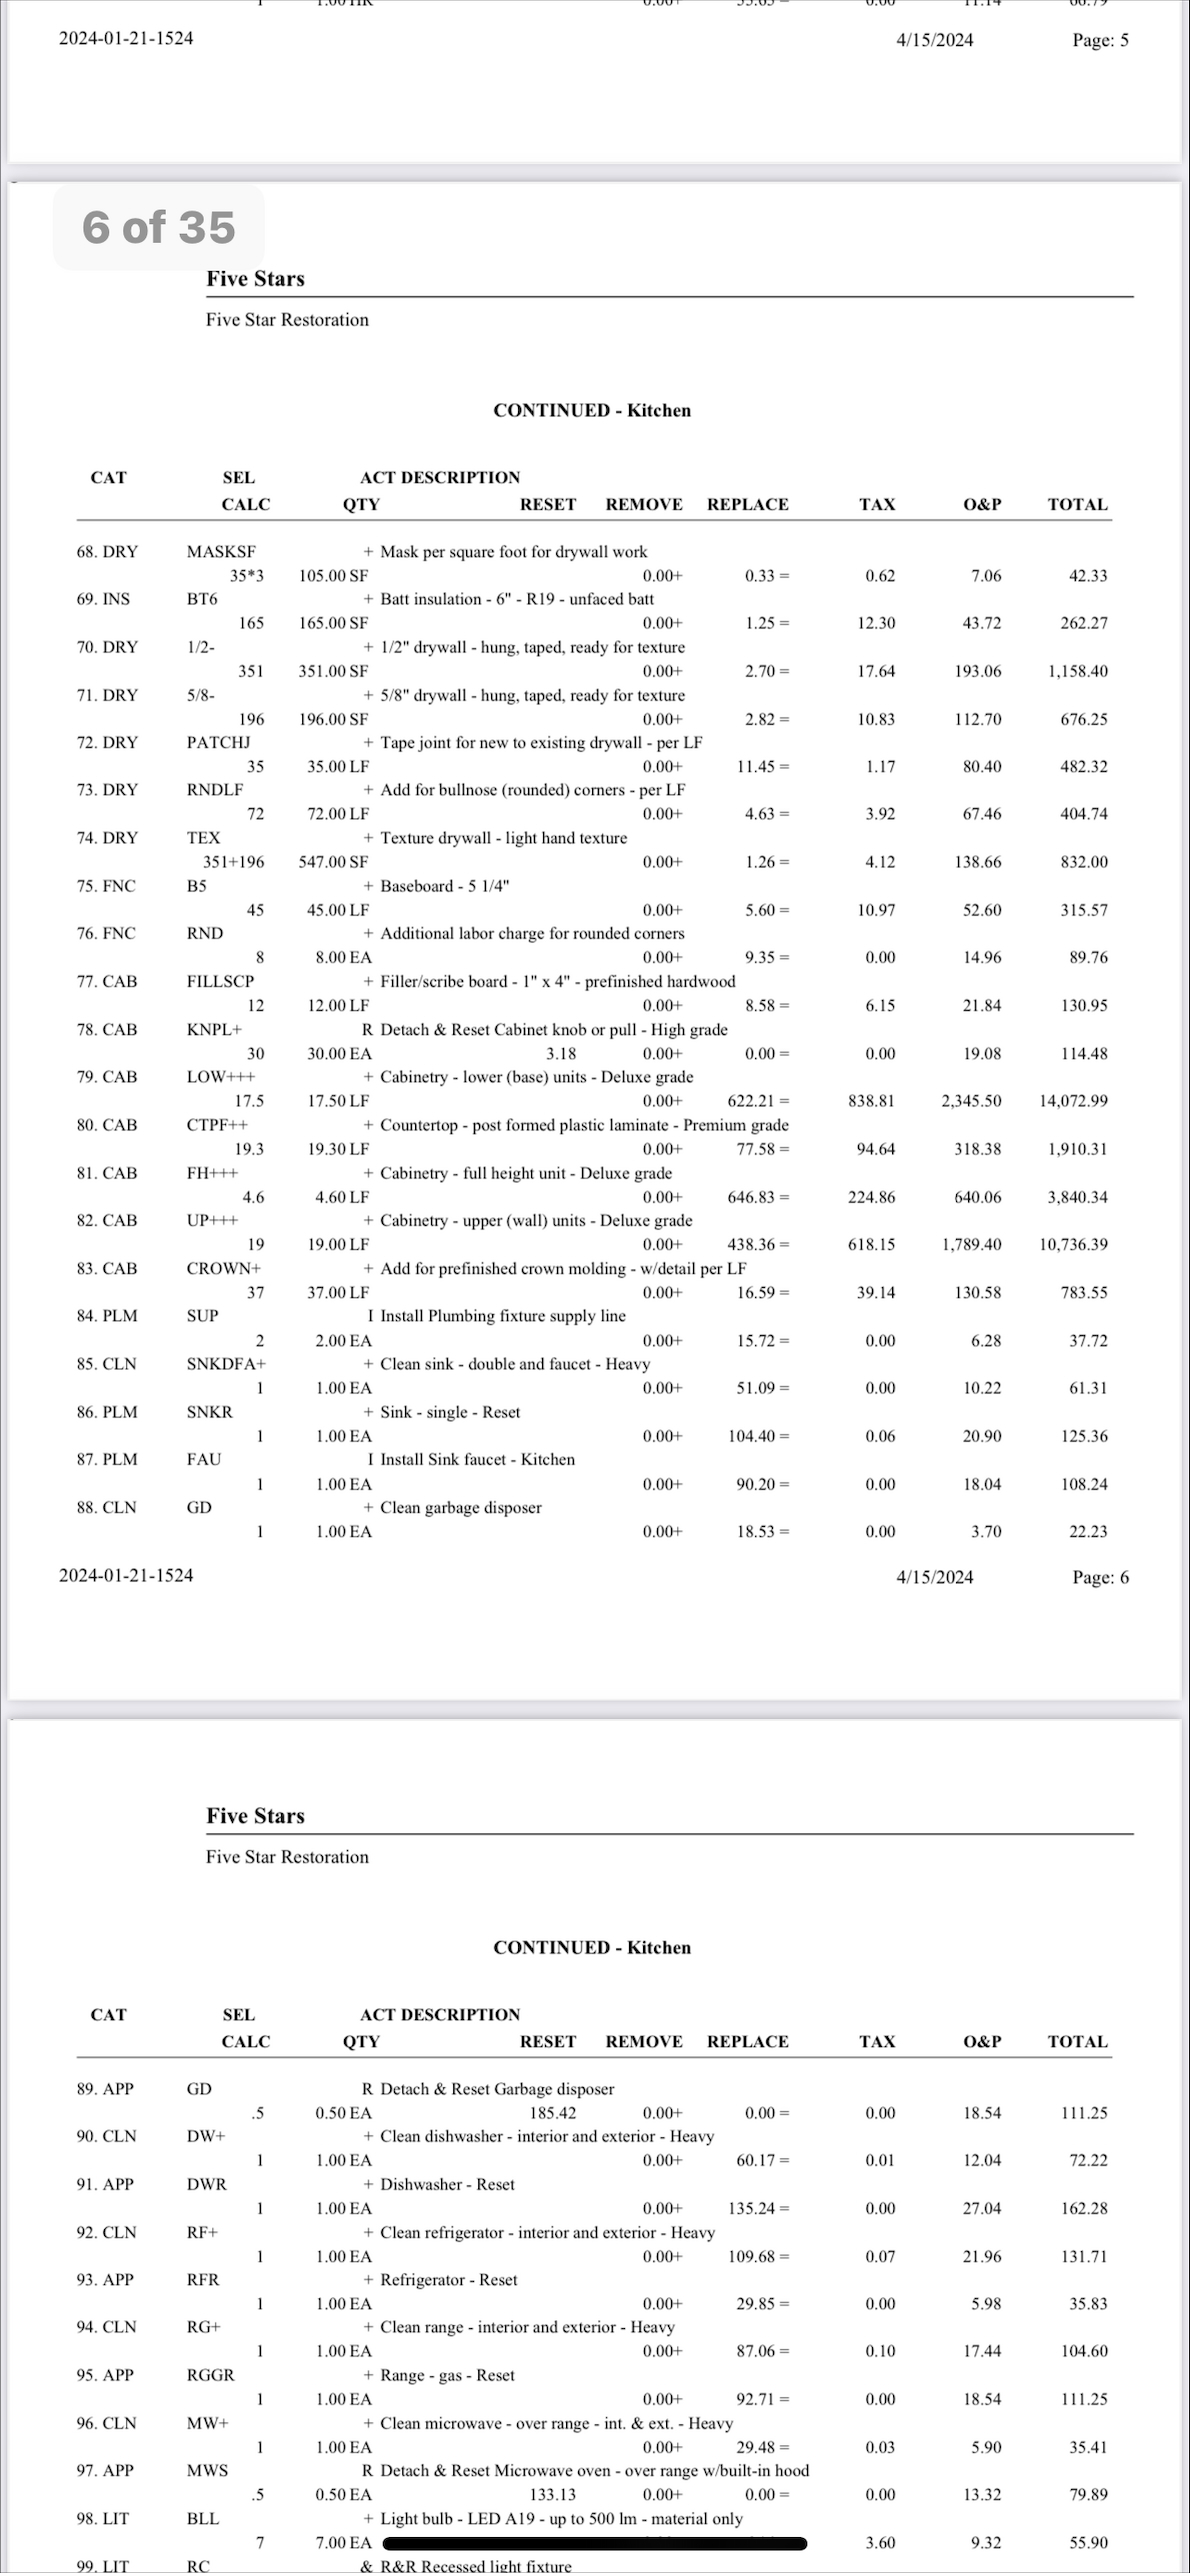 1 1.00 HR 0.00+ 55.65 = 0.00 11.14 66.79
2024-01-21-1524 4/15/2024 Page: 5
6 of 35
Five Stars
Five Star Restoration
CONTINUED - Kitchen
CAT SEL ACT DESCRIPTION
CALC QTY RESET REMOVE REPLACE TAX O&P TOTAL
68. DRY MASKSF + Mask per square foot for drywall work
35*3 105.00 SF 0.00+ 0.33 = 0.62 7.06 42.33
69. INS BT6 + Batt insulation - 6" - R19 - unfaced batt
165 165.00 SF 0.00+ 1.25 = 12.30 43.72 262.27
70. DRY 1/2- + 1/2" drywall - hung, taped, ready for texture
351 351.00 SF 0.00+ 2.70 = 17.64 193.06 1,158.40
71. DRY 5/8- + 5/8" drywall - hung, taped, ready for texture
196 196.00 SF 0.00+ 2.82 = 10.83 112.70 676.25
72. DRY PATCHJ + Tape joint for new to existing drywall - per LF
35 35.00 LF 0.00+ 11.45 = 1.17 80.40 482.32
73. DRY RNDLF + Add for bullnose (rounded) corners - per LF
72 72.00 LF 0.00+ 4.63 = 3.92 67.46 404.74
74. DRY TEX + Texture drywall - light hand texture
351+196 547.00 SF 0.00+ 1.26 = 4.12 138.66 832.00
75. FNC B5 + Baseboard - 5 1/4"
45 45.00 LF 0.00+ 5.60 = 10.97 52.60 315.57
76. FNC RND + Additional labor charge for rounded corners
8 8.00 EA 0.00+ 9.35 = 0.00 14.96 89.76
77. CAB FILLSCP + Filler/scribe board - 1" x 4" - prefinished hardwood
12 12.00 LF 0.00+ 8.58 = 6.15 21.84 130.95
78. CAB KNPL+ R Detach & Reset Cabinet knob or pull - High grade
30 30.00 EA 3.18 0.00+ 0.00 = 0.00 19.08 114.48
79. CAB LOW+++ + Cabinetry - lower (base) units - Deluxe grade
17.5 17.50 LF 0.00+ 622.21 = 838.81 2,345.50 14,072.99
80. CAB CTPF++ + Countertop - post formed plastic laminate - Premium grade
19.3 19.30 LF 0.00+ 77.58 = 94.64 318.38 1,910.31
81. CAB FH+++ + Cabinetry - full height unit - Deluxe grade
4.6 4.60 LF 0.00+ 646.83 = 224.86 640.06 3,840.34
82. CAB UP+++ + Cabinetry - upper (wall) units - Deluxe grade
19 19.00 LF 0.00+ 438.36 = 618.15 1,789.40 10,736.39
83. CAB CROWN+ + Add for prefinished crown molding - w/detail per LF
37 37.00 LF 0.00+ 16.59 = 39.14 130.58 783.55
84. PLM SUP I Install Plumbing fixture supply line
2 2.00 EA 0.00+ 15.72 = 0.00 6.28 37.72
85. CLN SNKDFA+ + Clean sink - double and faucet - Heavy
1 1.00 EA 0.00+ 51.09 = 0.00 10.22 61.31
86. PLM SNKR + Sink - single - Reset
1 1.00 EA 0.00+ 104.40 = 0.06 20.90 125.36
87. PLM FAU I Install Sink faucet - Kitchen
1 1.00 EA 0.00+ 90.20 = 0.00 18.04 108.24
88. CLN GD + Clean garbage disposer
1 1.00 EA 0.00+ 18.53 = 0.00 3.70 22.23
2024-01-21-1524 4/15/2024 Page: 6
Five Stars
Five Star Restoration
CONTINUED - Kitchen
CAT SEL ACT DESCRIPTION
CALC QTY RESET REMOVE REPLACE TAX O&P TOTAL
89. APP GD R Detach & Reset Garbage disposer
.5 0.50 EA 185.42 0.00+ 0.00 = 0.00 18.54 111.25
90. CLN DW+ + Clean dishwasher - interior and exterior - Heavy
1 1.00 EA 0.00+ 60.17 = 0.01 12.04 72.22
91. APP DWR + Dishwasher - Reset
1 1.00 EA 0.00+ 135.24 = 0.00 27.04 162.28
92. CLN RF+ + Clean refrigerator - interior and exterior - Heavy
1 1.00 EA 0.00+ 109.68 = 0.07 21.96 131.71
93. APP RFR + Refrigerator - Reset
1 1.00 EA 0.00+ 29.85 = 0.00 5.98 35.83
94. CLN RG+ + Clean range - interior and exterior - Heavy
1 1.00 EA 0.00+ 87.06 = 0.10 17.44 104.60
95. APP RGGR + Range - gas - Reset
1 1.00 EA 0.00+ 92.71 = 0.00 18.54 111.25
96. CLN MW+ + Clean microwave - over range - int. & ext. - Heavy
1 1.00 EA 0.00+ 29.48 = 0.03 5.90 35.41
97. APP MWS R Detach & Reset Microwave oven - over range w/built-in hood
.5 0.50 EA 133.13 0.00+ 0.00 = 0.00 13.32 79.89
98. LIT BLL + Light bulb - LED A19 - up to 500 lm - material only
7 7.00 EA 3.60 9.32 55.90
99. LIT RC & R&R Recessed light fixture